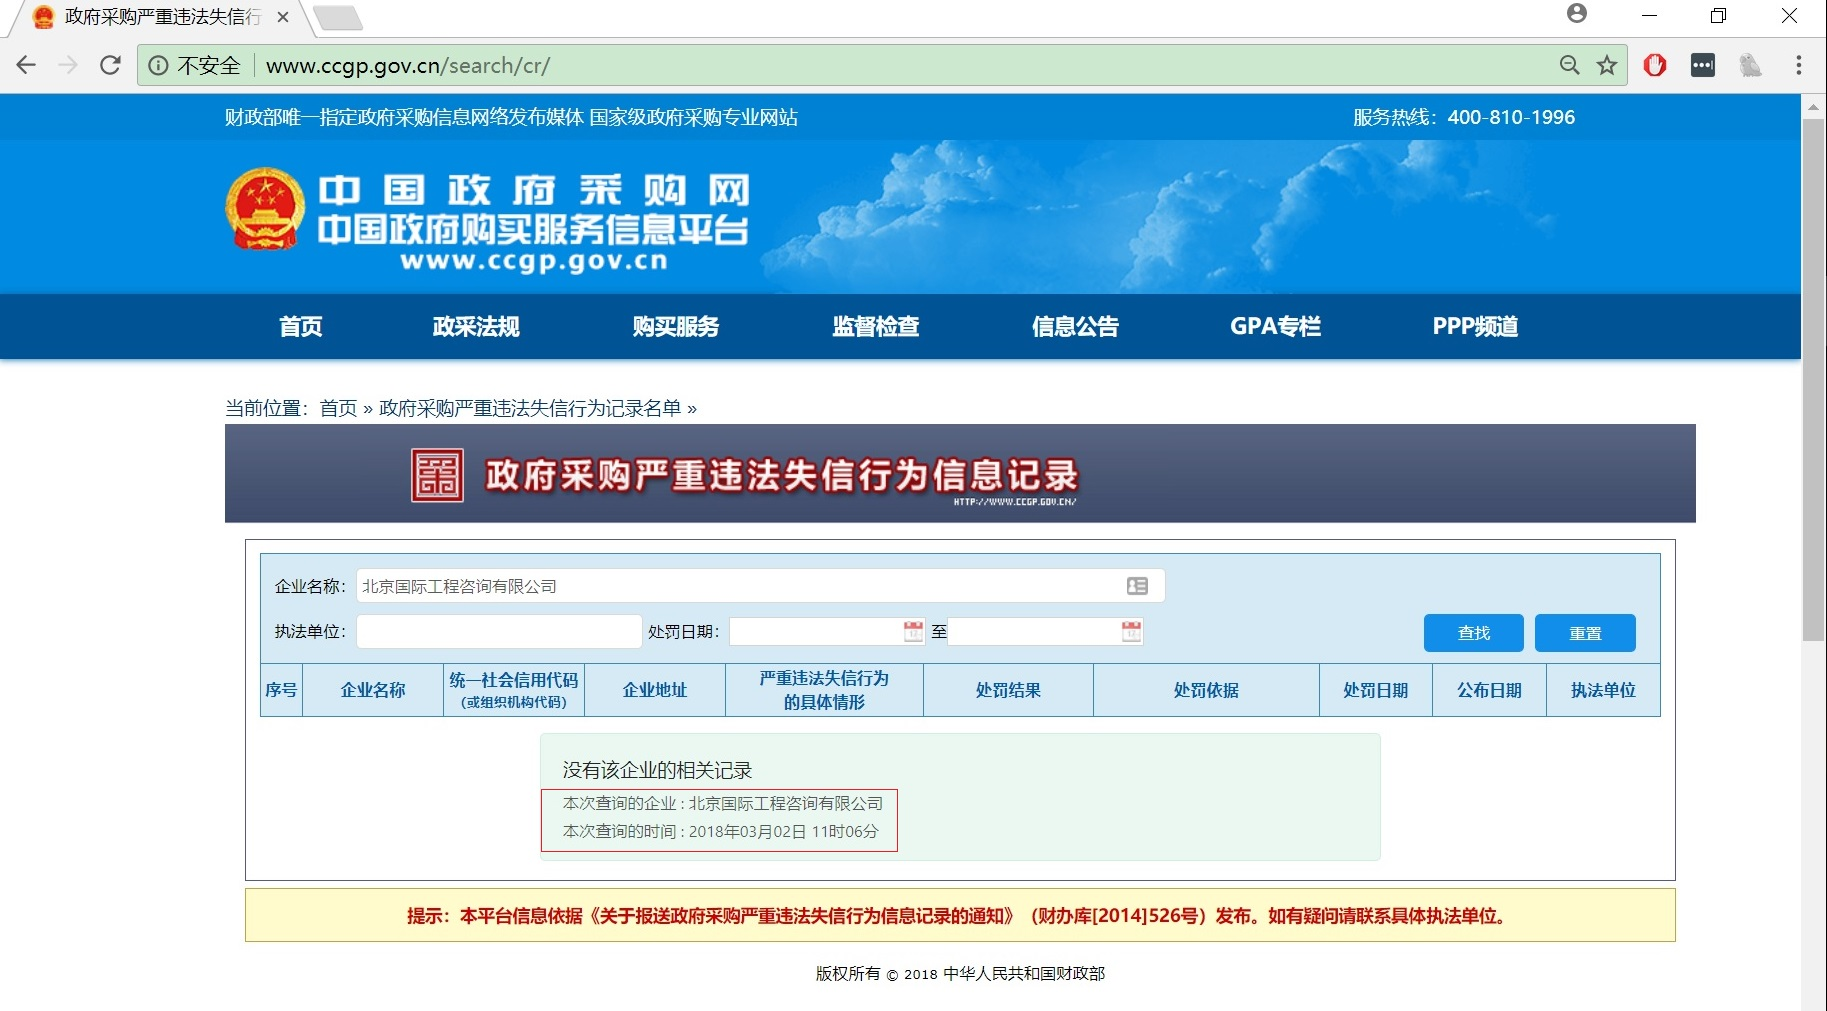 政府采购严重违法失信行
不安全
www.ccgp.gov.cn/search/cr/
财政部唯一指定政府采购信息网络发布媒体 国家级政府采购专业网站
服务热线：400-810-1996
中国政府采购网
中国政府购买服务信息平台
www.ccgp.gov.cn
首页 政采法规 购买服务 监督检查 信息公告 GPA专栏 PPP频道
当前位置：首页 » 政府采购严重违法失信行为记录名单 »
政府采购严重违法失信行为信息记录
HTTP://WWW.CCGP.GOV.CN/
企业名称：北京国际工程咨询有限公司
执法单位： 处罚日期： 至 查找 重置
序号 企业名称 统一社会信用代码 企业地址 严重违法失信行为 处罚结果 处罚依据 处罚日期 公布日期 执法单位
（或组织机构代码） 的具体情形
没有该企业的相关记录
本次查询的企业 : 北京国际工程咨询有限公司
本次查询的时间 : 2018年03月02日 11时06分
提示：本平台信息依据《关于报送政府采购严重违法失信行为信息记录的通知》（财办库[2014]526号）发布。如有疑问请联系具体执法单位。
版权所有 © 2018 中华人民共和国财政部